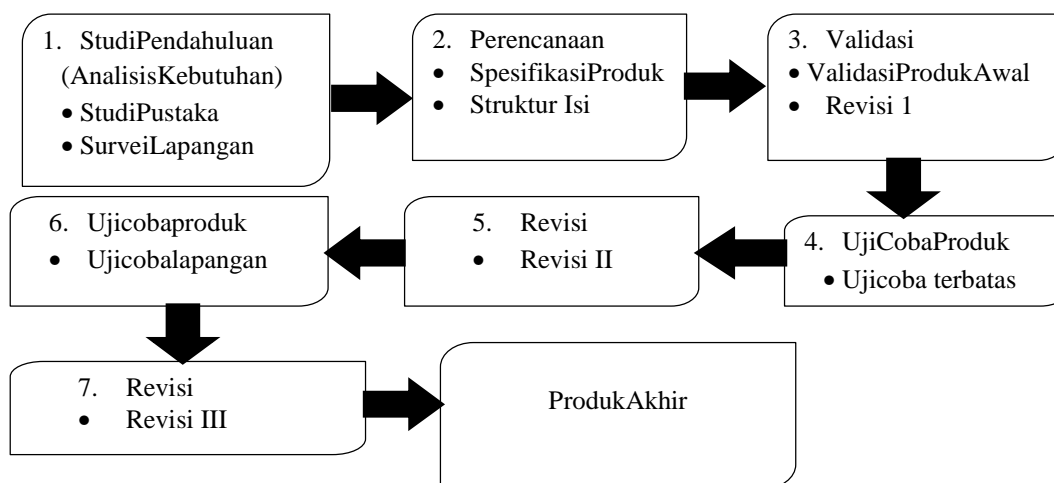 1. StudiPendahuluan
(AnalisisKebutuhan)
• StudiPustaka
• SurveiLapangan
2. Perencanaan
• SpesifikasiProduk
• Struktur Isi
3. Validasi
• ValidasiProdukAwal
• Revisi 1
4. UjiCobaProduk
• Ujicoba terbatas
5. Revisi
• Revisi II
6. Ujicobaproduk
• Ujicobalapangan
7. Revisi
• Revisi III
ProdukAkhir